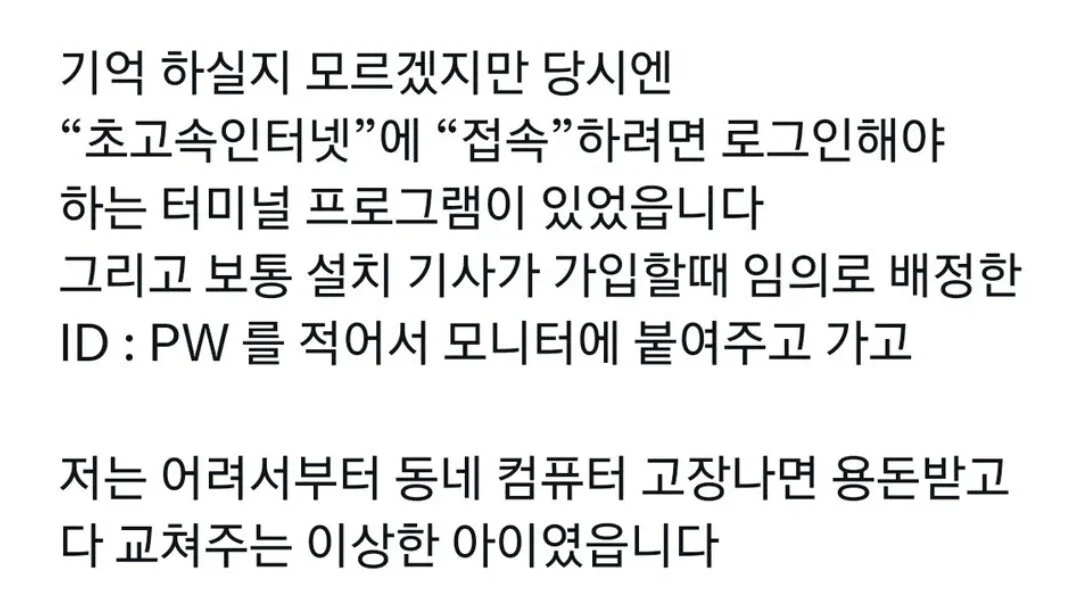 기억 하실지 모르겠지만 당시엔
“초고속인터넷”에 “접속”하려면 로그인해야
하는 터미널 프로그램이 있었읍니다
그리고 보통 설치 기사가 가입할때 임의로 배정한
ID : PW 를 적어서 모니터에 붙여주고 가고
저는 어려서부터 동네 컴퓨터 고장나면 용돈받고
다 교쳐주는 이상한 아이였읍니다